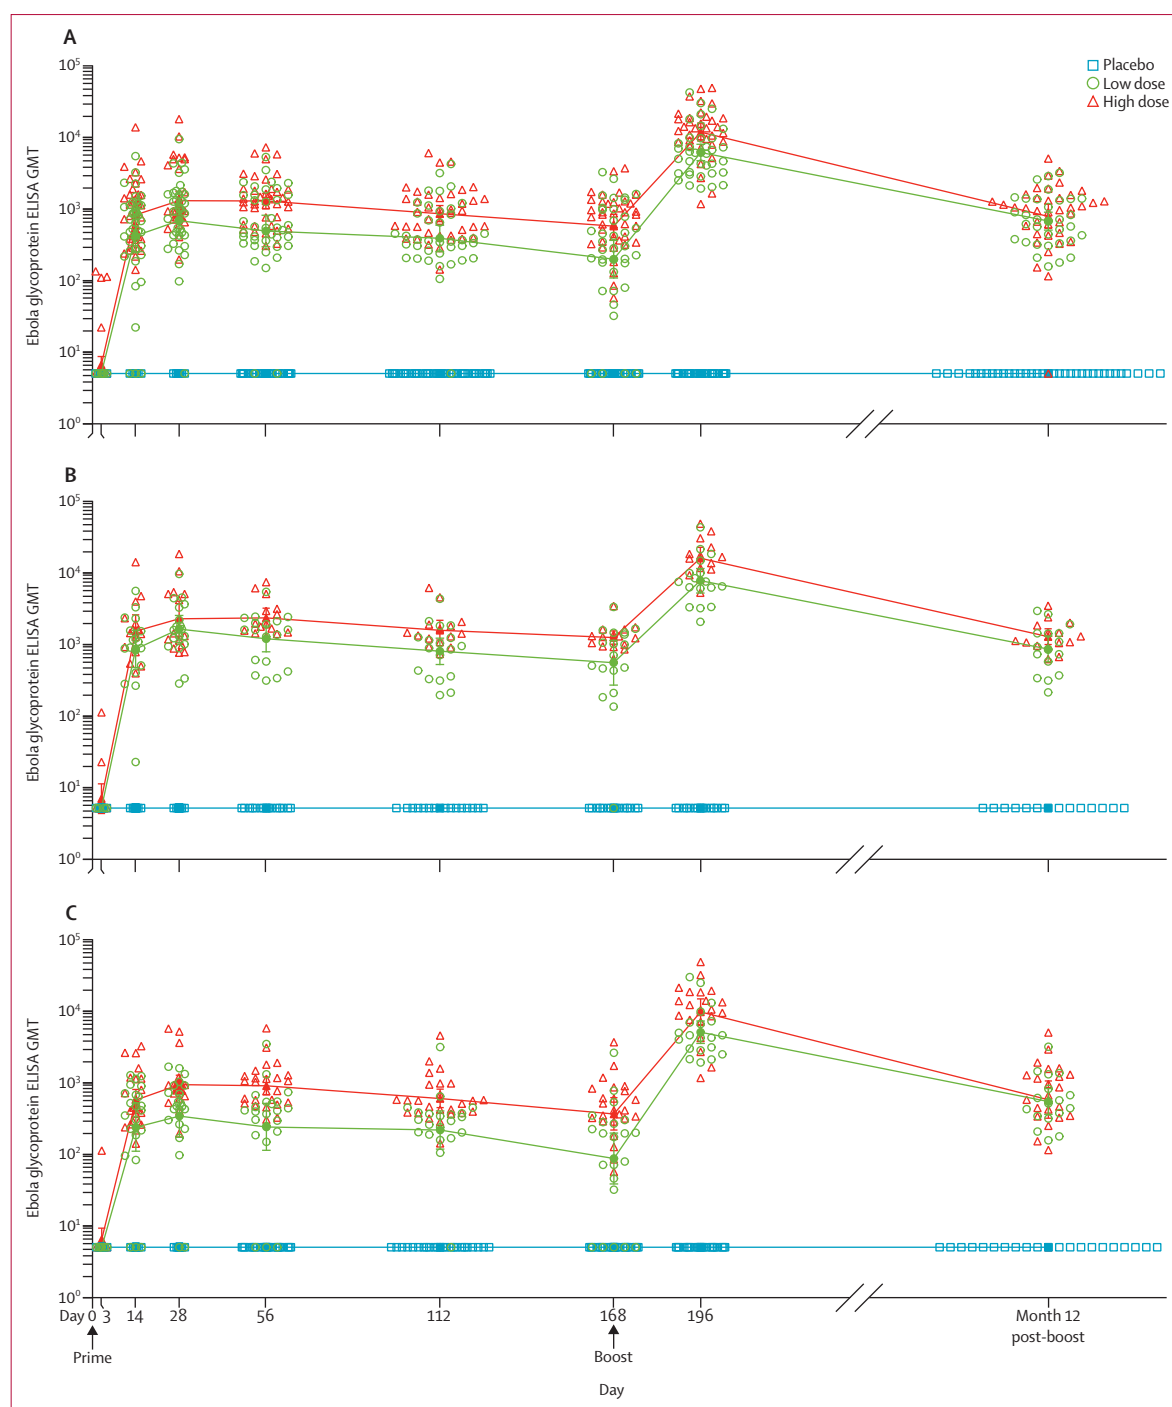 A
Placebo
Low dose
High dose
Ebola glycoprotein ELISA GMT
10⁵
10⁴
10³
10²
10¹
10⁰
B
Ebola glycoprotein ELISA GMT
10⁵
10⁴
10³
10²
10¹
10⁰
C
Ebola glycoprotein ELISA GMT
10⁵
10⁴
10³
10²
10¹
10⁰
Day 0 3 14 28 56 112 168 196 Month 12
post-boost
Prime Boost
Day